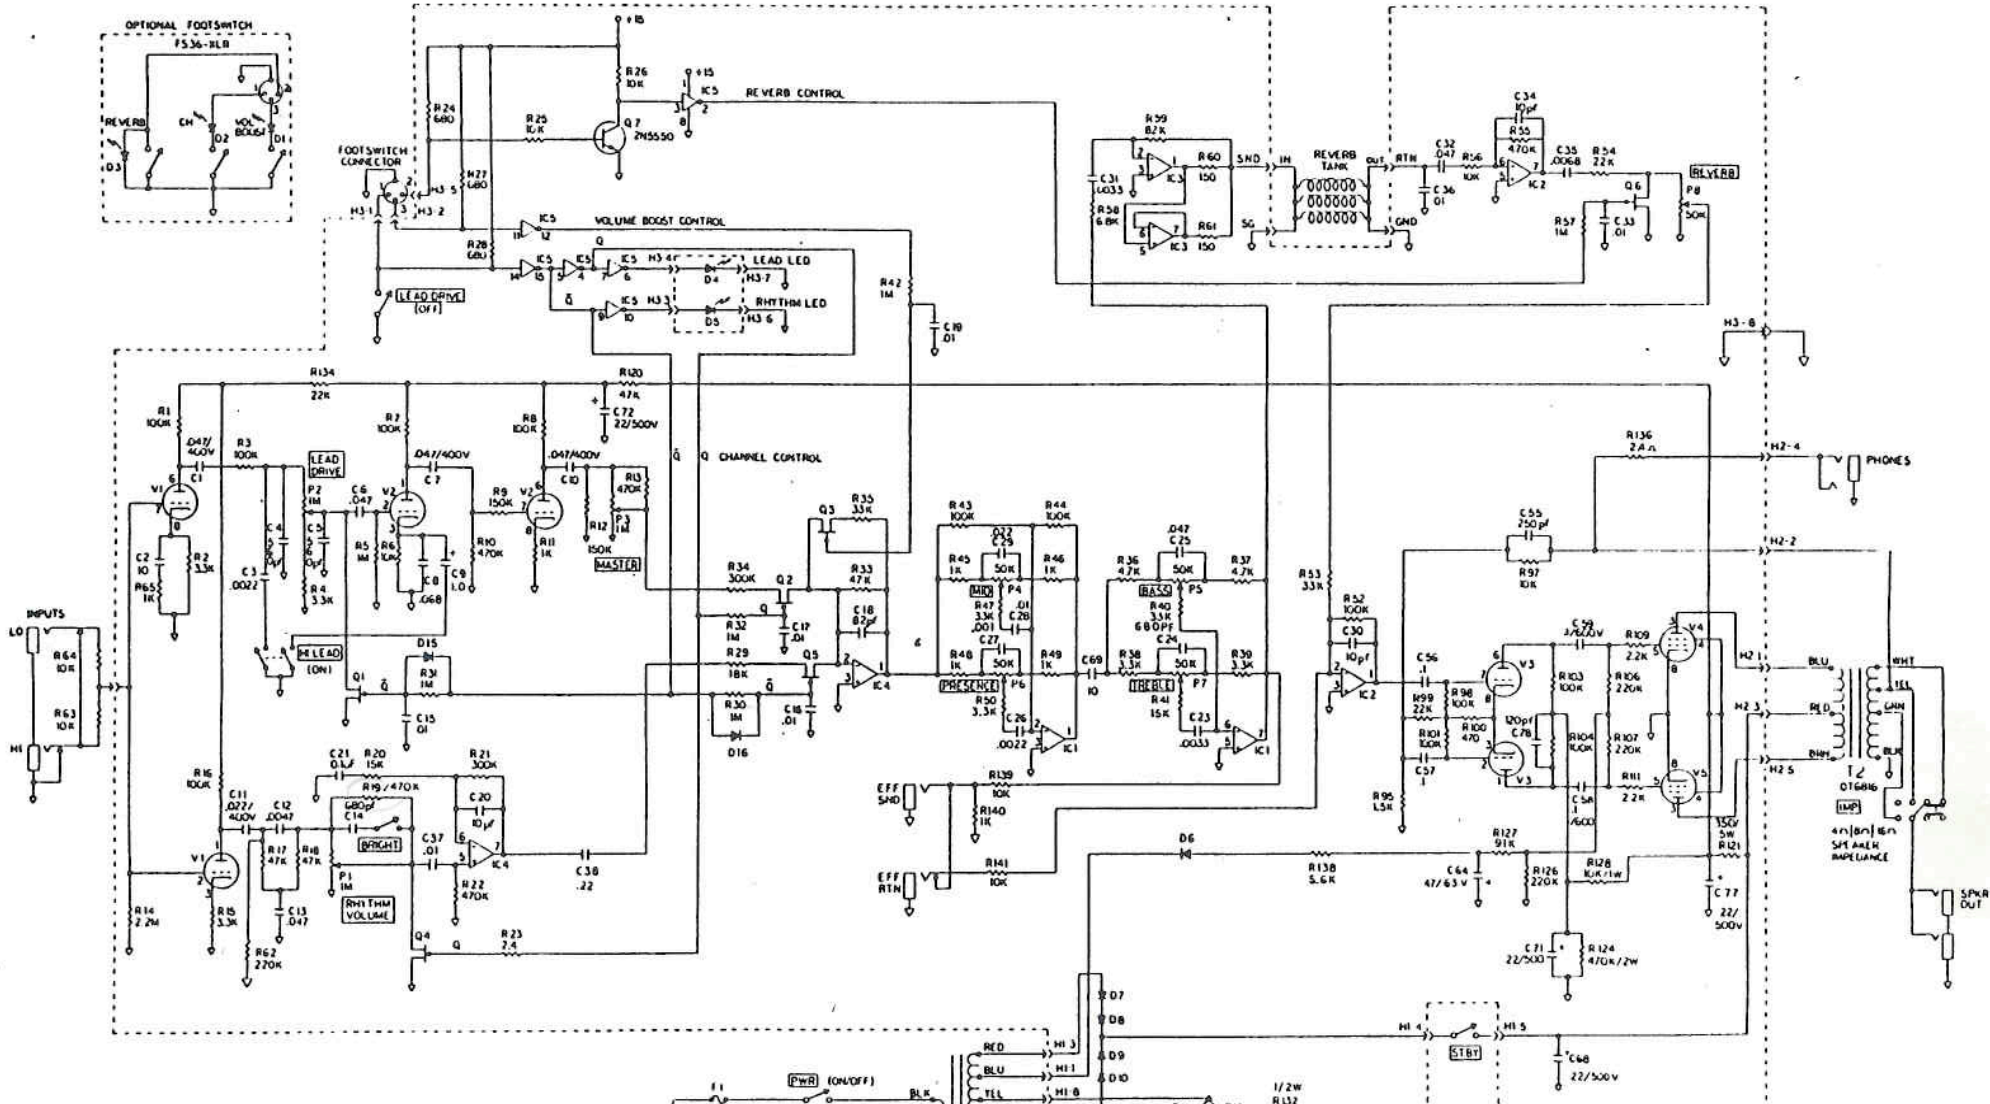 OPTIONAL FOOTSWITCH
FS36-XLR
REVERB
CH
VOL BOOST
D3
D2
D1
1
2
3
FOOTSWITCH
CONNECTOR
H3-1
H3-2
H3-5
R24
680
R27
680
R28
680
R25
10K
R26
10K
+15
Q7
2N5550
+15
IC5
REVERB CONTROL
IC5
VOLUME BOOST CONTROL
IC5
IC5
IC5
H3-4
D4
LEAD LED
H3-7
IC5
H3-3
D5
RHYTHM LED
H3-6
LEAD DRIVE
(OFF)
R42
1M
C19
.01
R59
82K
C31
.0033
R58
6.8K
IC3
IC3
R60
150
R61
150
SND
IN
SG
REVERB
TANK
OUT
RTN
GND
C32
.047
C36
.01
R56
10K
C34
10pf
R55
470K
IC2
C35
.0068
R54
22K
Q6
R57
1M
C33
.01
REVERB
P8
50K
H3-8
R134
22K
R120
47K
C72
22/500V
R1
100K
.047/
400V
C1
R3
100K
LEAD
DRIVE
P2
1M
C6
.047
R7
100K
.047/400V
C7
R8
100K
.047/400V
C10
R13
470K
V1
V2
V2
R9
150K
R12
150K
P3
1M
MASTER
C2
10
R65
1K
R2
3.3K
C3
.0022
C4
C5
R4
3.3K
R5
1M
R6
10K
C8
.068
C9
1.0
R10
470K
R11
1K
INPUTS
LO
HI
R64
10K
R63
10K
HI LEAD
(ON)
Q1
D15
R31
1M
C15
.01
Q CHANNEL CONTROL
R34
300K
Q2
R32
1M
C17
.01
R29
18K
Q5
R30
1M
D16
C16
.01
Q3
R35
33K
R33
47K
C18
82pf
IC4
R43
100K
.022
C29
R44
100K
R45
1K
50K
R46
1K
MID
P4
R47
3.3K
.01
C28
.001
C27
R48
1K
50K
R49
1K
PRESENCE
P6
R50
3.3K
C26
.0022
IC1
C69
10
.047
C25
R36
4.7K
50K
R37
4.7K
BASS
P5
R40
3.3K
680PF
C24
R38
3.3K
50K
R39
3.3K
TREBLE
P7
R41
15K
C23
.0033
IC1
R53
33K
R52
100K
C30
10pf
IC2
R136
H2-4
PHONES
C55
250pf
R97
10K
H2-2
C56
.1
R99
22K
R98
100K
R101
100K
C57
.1
R100
470
120pf
C78
V3
V3
C59
.1/600V
R103
100K
R104
100K
C58
.1
/600
R109
2.2K
R106
220K
R107
220K
R111
2.2K
V4
V5
H2-1
BLU
H2-3
RED
H2-5
BRN
WHT
YEL
GRN
BLK
T2
OT6816
IMP
4Ω|8Ω|16Ω
SPEAKER
IMPEDANCE
SPKR
OUT
R95
1.5K
150/
5W
R121
R127
91K
R126
220K
R128
10K/1W
C64
47/63V
R138
5.6K
D6
C77
22/
500V
C71
22/500
R124
470K/2W
EFF
SND
R139
10K
R140
1K
EFF
RTN
R141
10K
R16
100K
C11
.022/
400V
C12
.0047
R17
47K
R18
47K
C13
.047
V1
R14
2.2M
R15
3.3K
R62
220K
C21
0.1uF
R20
15K
R19/470K
680pf
C14
BRIGHT
P1
1M
RHYTHM
VOLUME
R21
300K
C20
10pf
C37
.01
IC4
R22
470K
C38
.22
Q4
Q
R23
2.4
D7
D8
D9
D10
H1-4
STBY
H1-5
C68
22/500V
F1
PWR (ON/OFF)
BLK
RED
H1-3
BLU
H1-1
YEL
H1-8
1/2W
R132